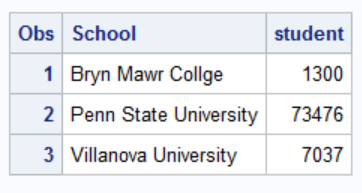 Obs School student
1 Bryn Mawr Collge 1300
2 Penn State University 73476
3 Villanova University 7037